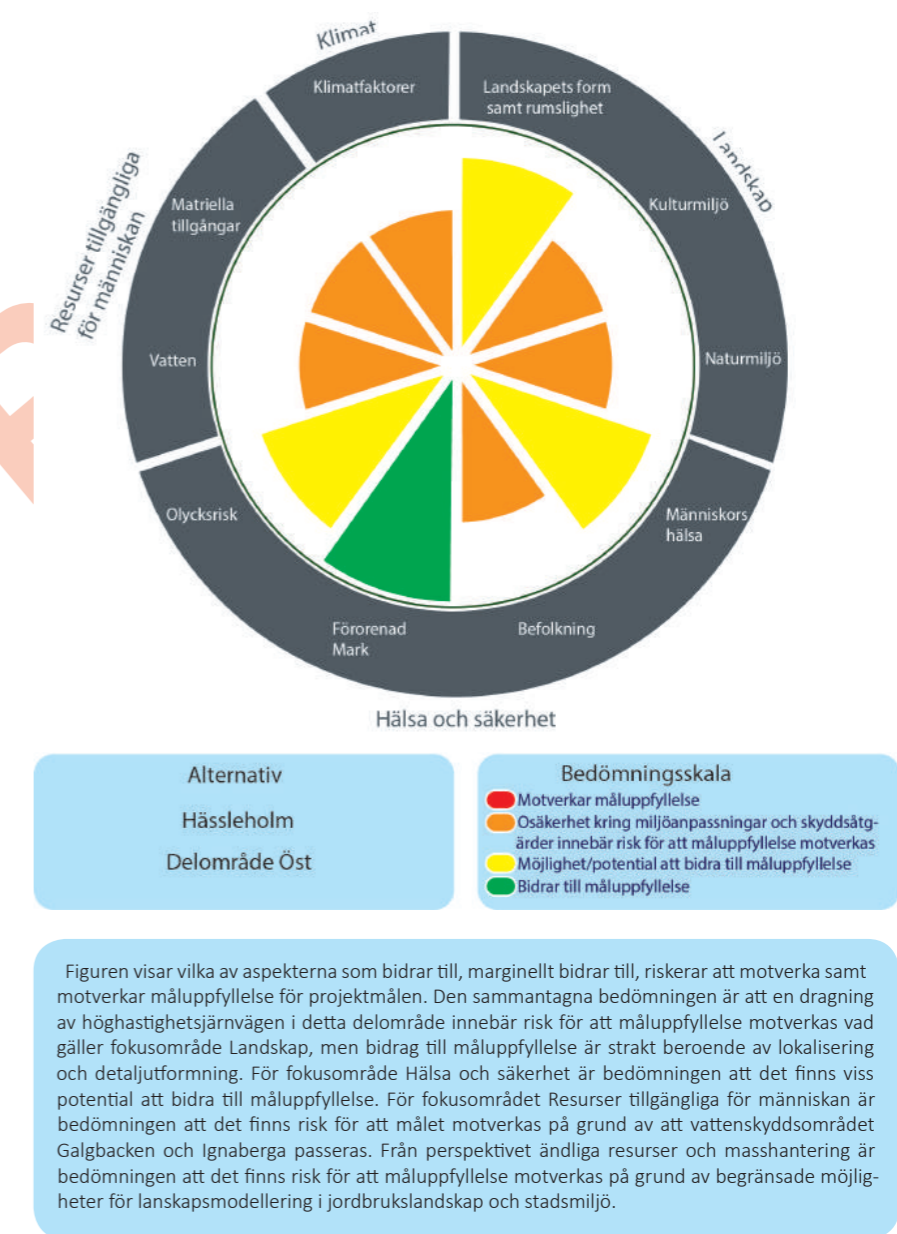 Klimat
Klimatfaktorer
Landskapets form
samt rumslighet
Landskap
Kulturmiljö
Naturmiljö
Resurser tillgängliga
för människan
Matriella
tillgångar
Vatten
Olycksrisk
Människors
hälsa
Förorenad
Mark
Befolkning
Hälsa och säkerhet
Alternativ
Hässleholm
Delområde Öst
Bedömningsskala
Motverkar måluppfyllelse
Osäkerhet kring miljöanpassningar och skyddsåtg-
ärder innebär risk för att måluppfyllelse motverkas
Möjlighet/potential att bidra till måluppfyllelse
Bidrar till måluppfyllelse
Figuren visar vilka av aspekterna som bidrar till, marginellt bidrar till, riskerar att motverka samt
motverkar måluppfyllelse för projektmålen. Den sammantagna bedömningen är att en dragning
av höghastighetsjärnvägen i detta delområde innebär risk för att måluppfyllelse motverkas vad
gäller fokusområde Landskap, men bidrag till måluppfyllelse är strakt beroende av lokalisering
och detaljutformning. För fokusområde Hälsa och säkerhet är bedömningen att det finns viss
potential att bidra till måluppfyllelse. För fokusområdet Resurser tillgängliga för människan är
bedömningen att det finns risk för att målet motverkas på grund av att vattenskyddsområdet
Galgbacken och Ignaberga passeras. Från perspektivet ändliga resurser och masshantering är
bedömningen att det finns risk för att måluppfyllelse motverkas på grund av begränsade möjlig-
heter för lanskapsmodellering i jordbrukslandskap och stadsmiljö.